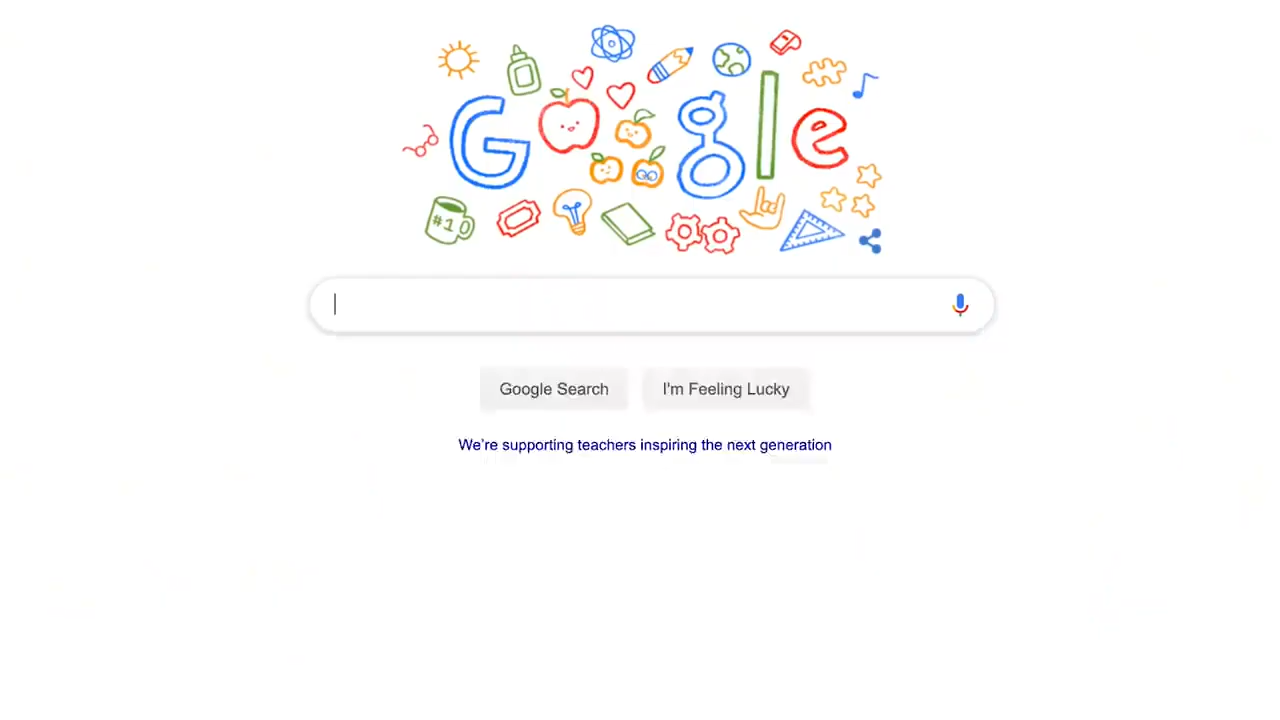 Google
#1
Google Search
I'm Feeling Lucky
We're supporting teachers inspiring the next generation